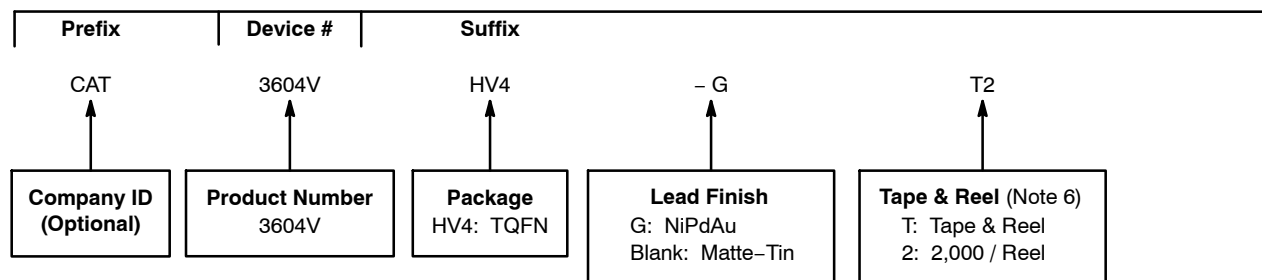 Prefix Device # Suffix
CAT 3604V HV4 – G T2
Company ID
(Optional)
Product Number
3604V
Package
HV4: TQFN
Lead Finish
G: NiPdAu
Blank: Matte−Tin
Tape & Reel (Note 6)
T: Tape & Reel
2: 2,000 / Reel